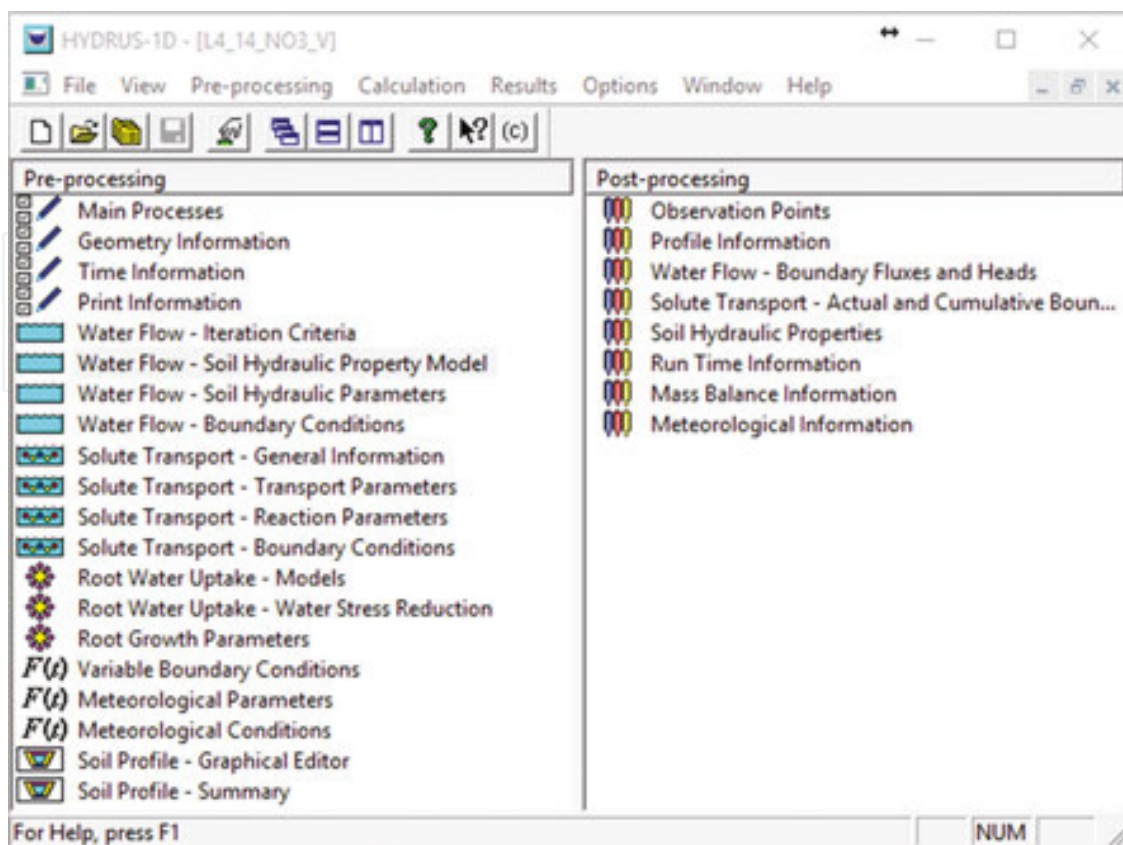 HYDRUS-1D - [L4_14_NO3_V]
File View Pre-processing Calculation Results Options Window Help
(c)
Pre-processing
Main Processes
Geometry Information
Time Information
Print Information
Water Flow - Iteration Criteria
Water Flow - Soil Hydraulic Property Model
Water Flow - Soil Hydraulic Parameters
Water Flow - Boundary Conditions
Solute Transport - General Information
Solute Transport - Transport Parameters
Solute Transport - Reaction Parameters
Solute Transport - Boundary Conditions
Root Water Uptake - Models
Root Water Uptake - Water Stress Reduction
Root Growth Parameters
F(t) Variable Boundary Conditions
F(t) Meteorological Parameters
F(t) Meteorological Conditions
Soil Profile - Graphical Editor
Soil Profile - Summary
Post-processing
Observation Points
Profile Information
Water Flow - Boundary Fluxes and Heads
Solute Transport - Actual and Cumulative Boun...
Soil Hydraulic Properties
Run Time Information
Mass Balance Information
Meteorological Information
For Help, press F1
NUM